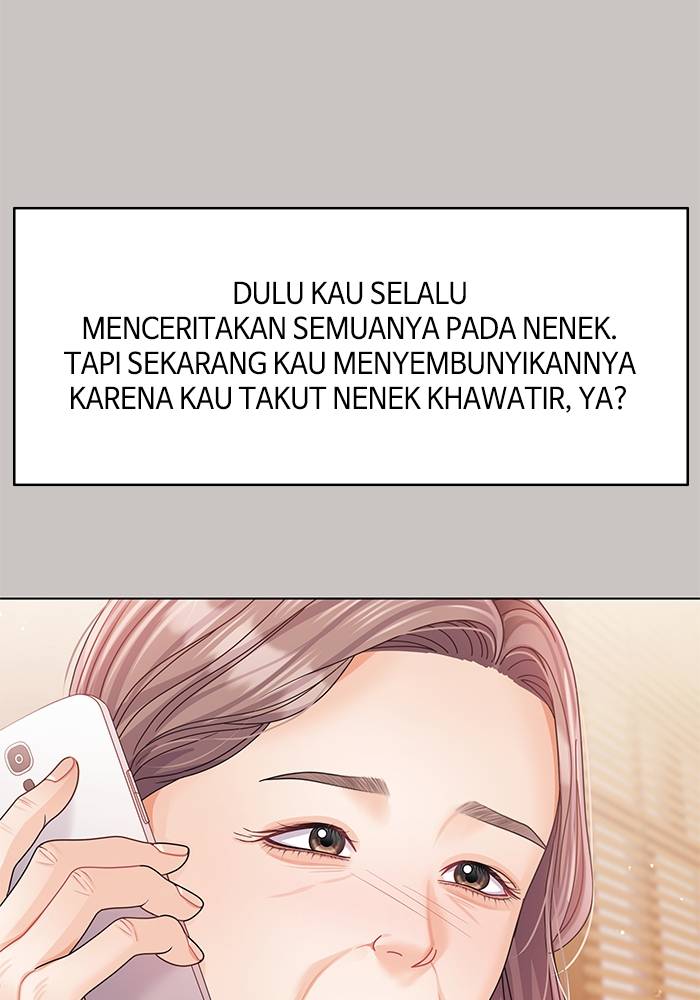 DULU KAU SELALU
MENCERITAKAN SEMUANYA PADA NENEK.
TAPI SEKARANG KAU MENYEMBUNYIKANNYA
KARENA KAU TAKUT NENEK KHAWATIR, YA?